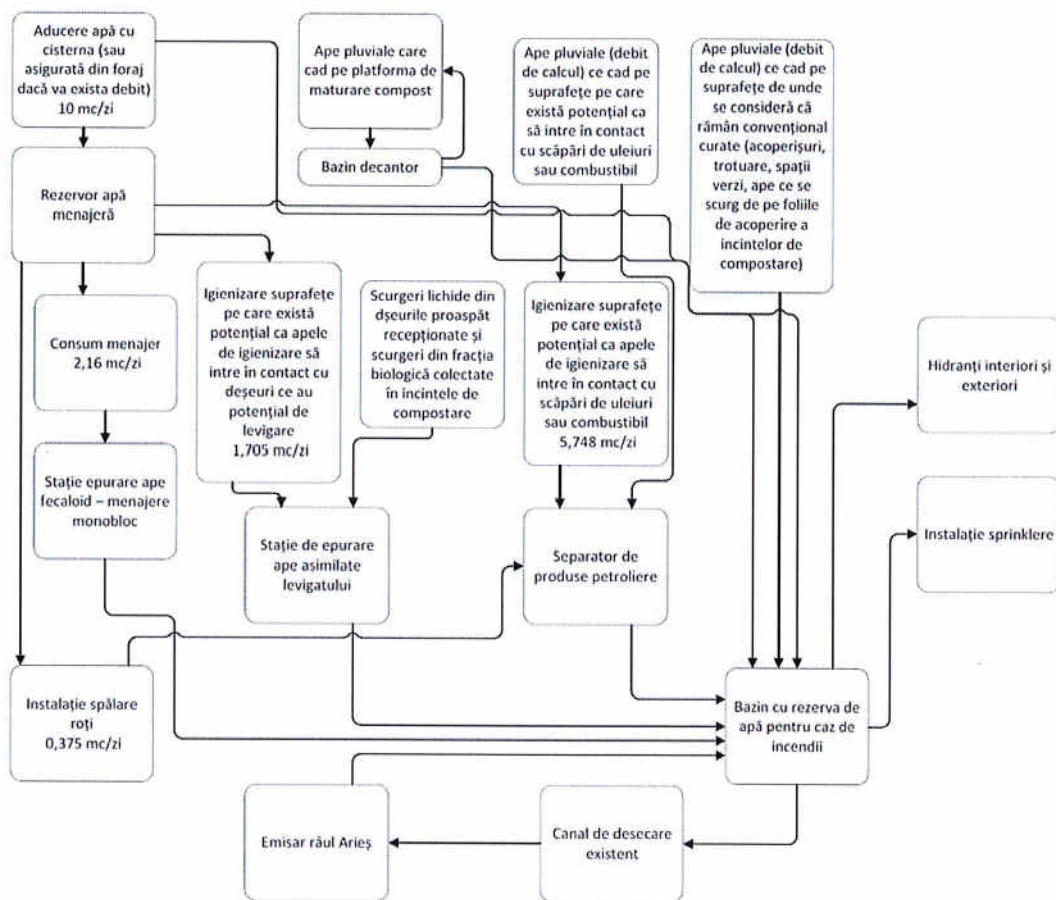 Aducere apă cu
cisterna (sau
asigurată din foraj
dacă va exista debit)
10 mc/zi
Ape pluviale care
cad pe platforma de
maturare compost
Ape pluviale (debit
de calcul) ce cad pe
suprafețe pe care
există potențial ca
să intre în contact
cu scăpări de uleiuri
sau combustibil
Ape pluviale (debit
de calcul) ce cad pe
suprafețe de unde
se consideră că
rămân convențional
curate (acoperișuri,
trotuare, spații
verzi, ape ce se
scurg de pe foliile
de acoperire a
incintelor de
compostare)
Bazin decantor
Rezervor apă
menajeră
Consum menajer
2,16 mc/zi
Igienizare suprafețe
pe care există
potențial ca apele
de igienizare să
intre în contact cu
deșeuri ce au
potențial de
levigare
1,705 mc/zi
Scurgeri lichide din
dșeurile proaspăt
recepționate și
scurgeri din fracția
biologică colectate
în incintele de
compostare
Igienizare suprafețe
pe care există
potențial ca apele
de igienizare să
intre în contact cu
scăpări de uleiuri
sau combustibil
5,748 mc/zi
Hidranți interiori și
exteriori
Stație epurare ape
fecaloid – menajere
monobloc
Stație de epurare
ape asimilate
levigatului
Separator de
produse petroliere
Instalație sprinklere
Instalație spălare
roți
0,375 mc/zi
Bazin cu rezerva de
apă pentru caz de
incendii
Emisar râul Arieș
Canal de desecare
existent